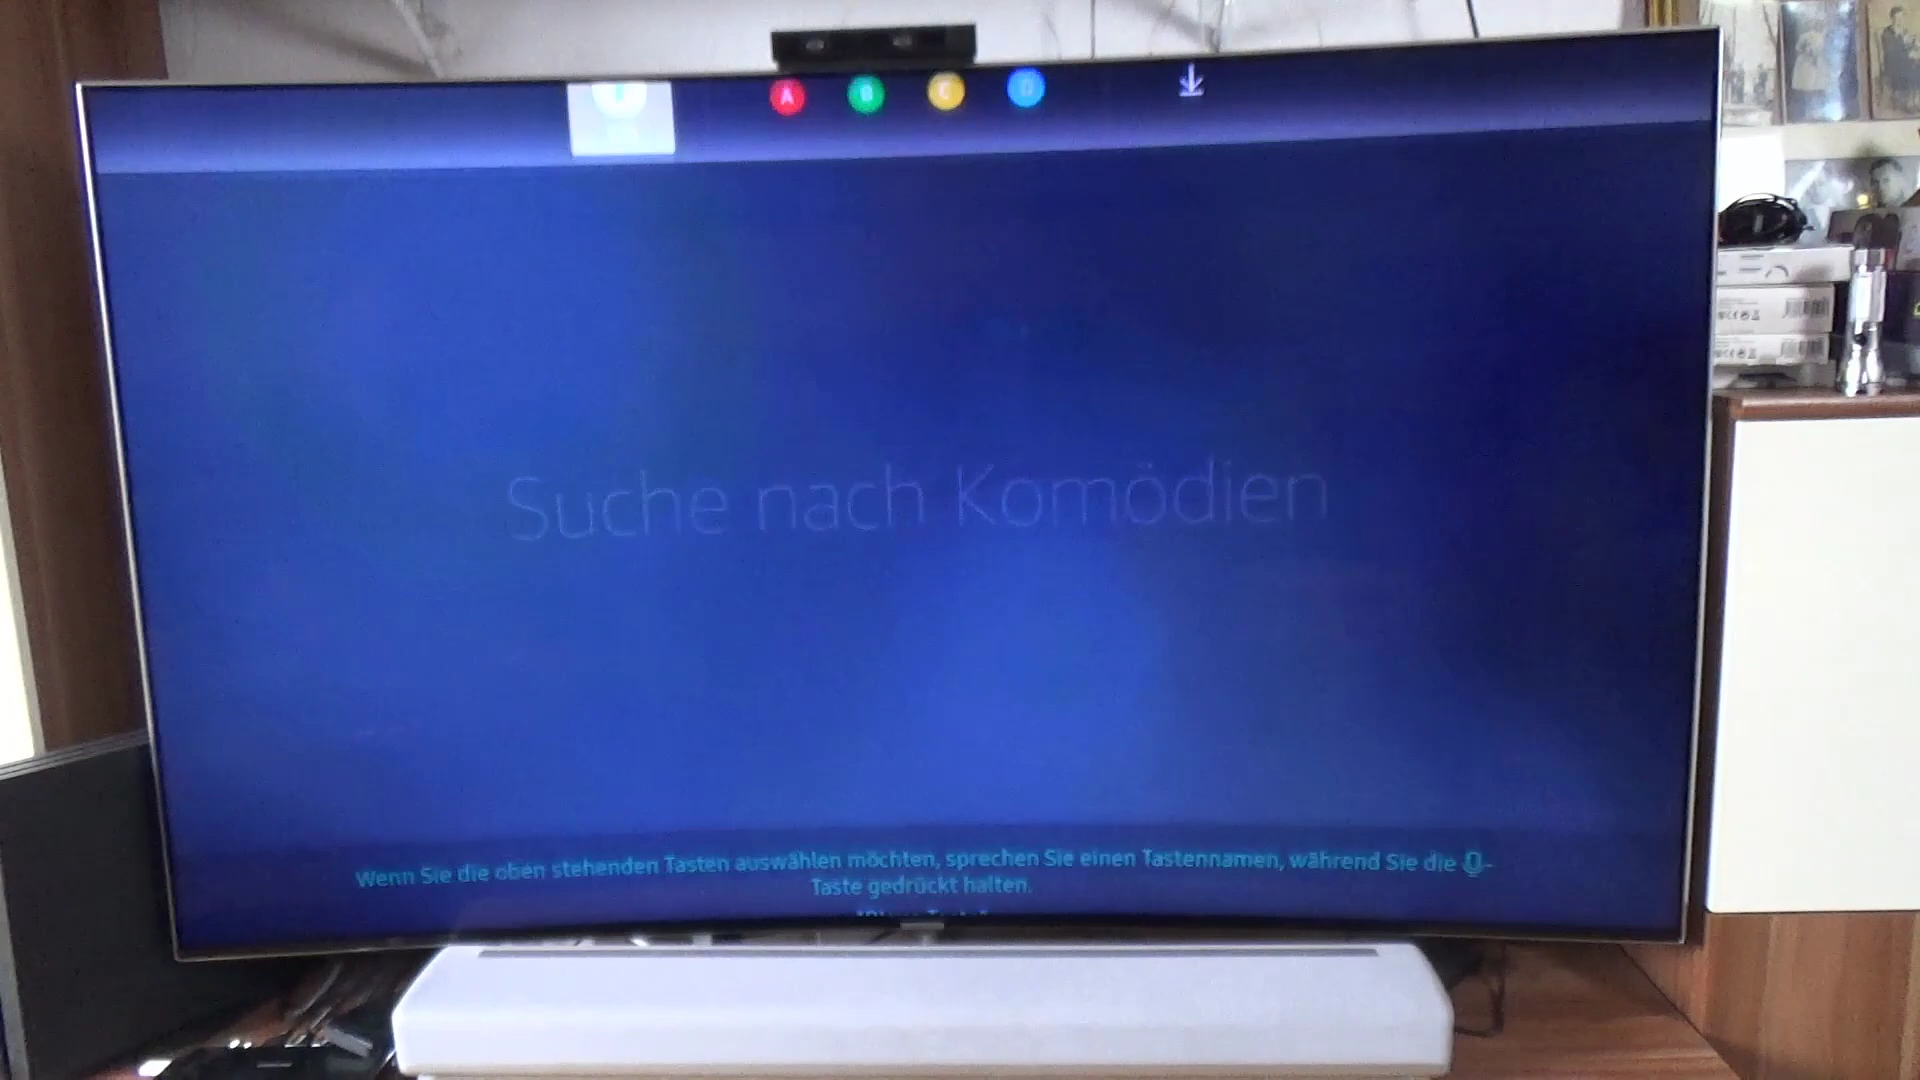 A B C D
Suche nach Komödien
Wenn Sie die oben stehenden Tasten auswählen möchten, sprechen Sie einen Tastennamen, während Sie die -
Taste gedrückt halten.